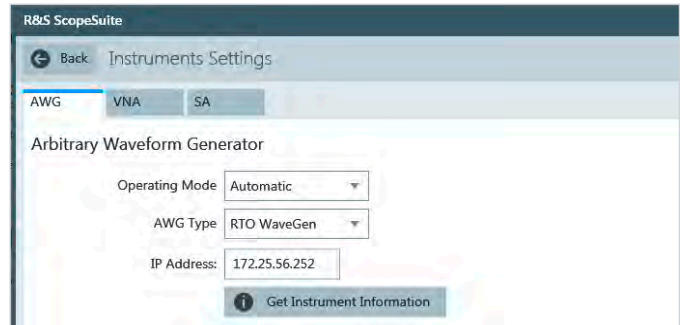 R&S ScopeSuite
Back Instruments Settings
AWG VNA SA
Arbitrary Waveform Generator
Operating Mode Automatic
AWG Type RTO WaveGen
IP Address: 172.25.56.252
Get Instrument Information